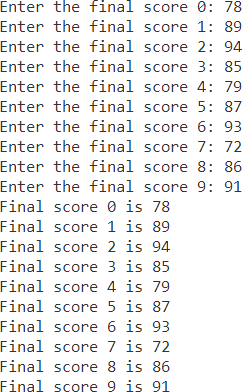 Enter the final score 0: 78
Enter the final score 1: 89
Enter the final score 2: 94
Enter the final score 3: 85
Enter the final score 4: 79
Enter the final score 5: 87
Enter the final score 6: 93
Enter the final score 7: 72
Enter the final score 8: 86
Enter the final score 9: 91
Final score 0 is 78
Final score 1 is 89
Final score 2 is 94
Final score 3 is 85
Final score 4 is 79
Final score 5 is 87
Final score 6 is 93
Final score 7 is 72
Final score 8 is 86
Final score 9 is 91